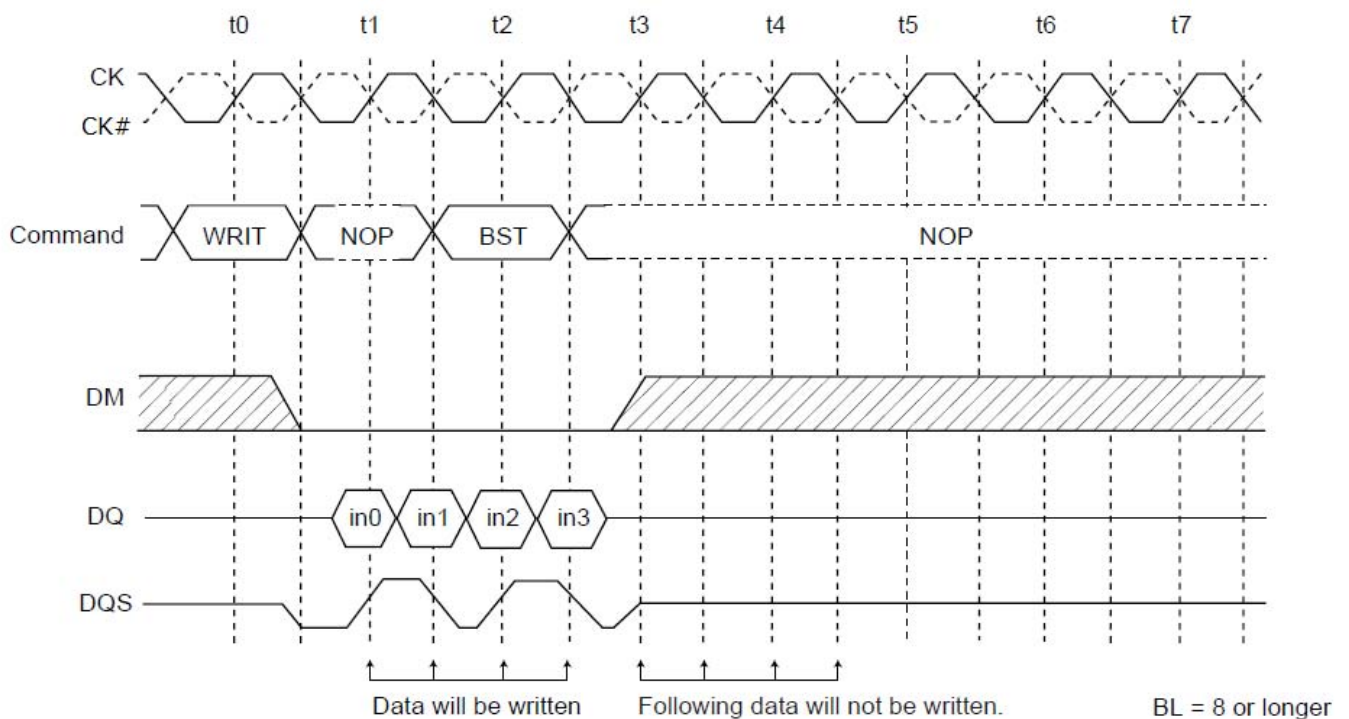 t0 t1 t2 t3 t4 t5 t6 t7
CK
CK#
Command WRIT NOP BST NOP
DM
DQ in0 in1 in2 in3
DQS
Data will be written Following data will not be written. BL = 8 or longer